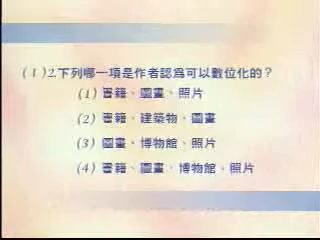 (1)2.下列哪一項是作者認為可以數位化的？
(1) 書籍、圖畫、照片
(2) 書籍、建築物、圖畫
(3) 圖畫、博物館、照片
(4) 書籍、圖畫、博物館、照片